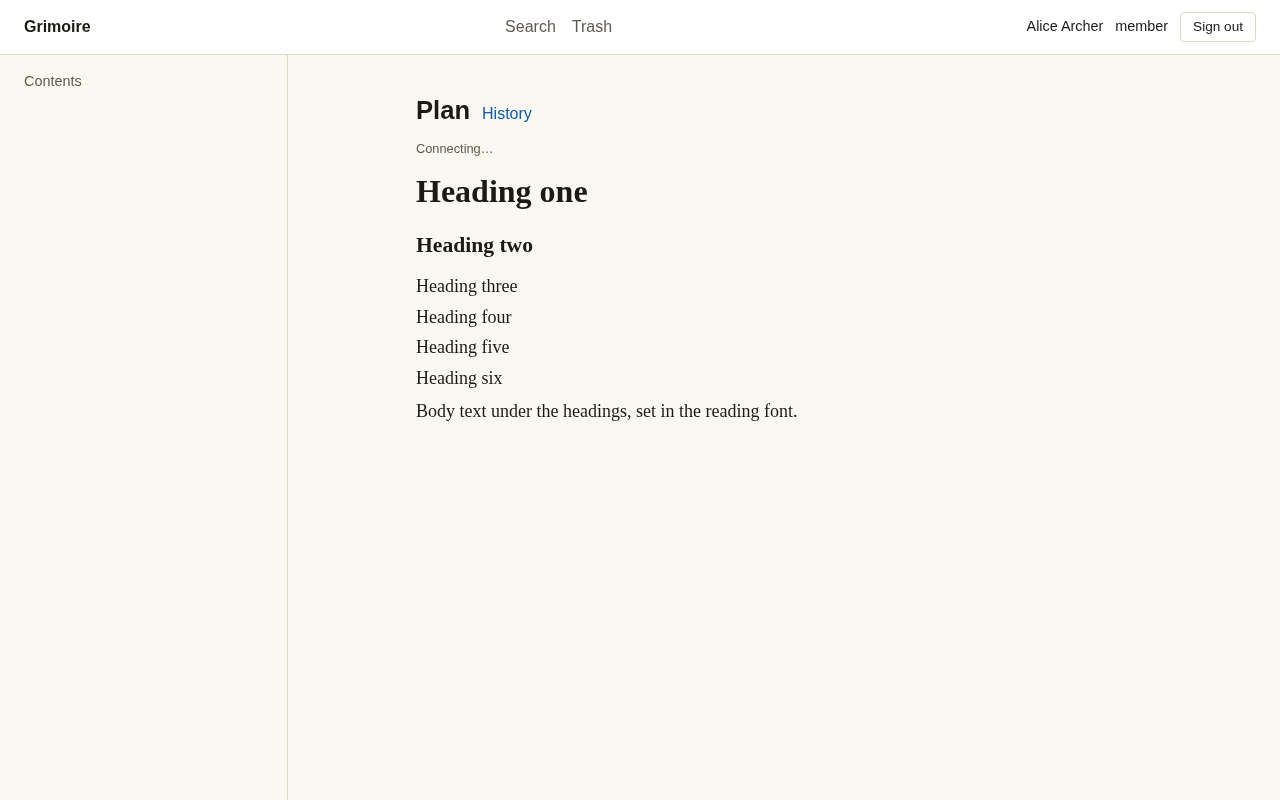 Grimoire
Search Trash
Alice Archer member Sign out
Contents
Plan History
Connecting…
Heading one
Heading two
Heading three
Heading four
Heading five
Heading six
Body text under the headings, set in the reading font.